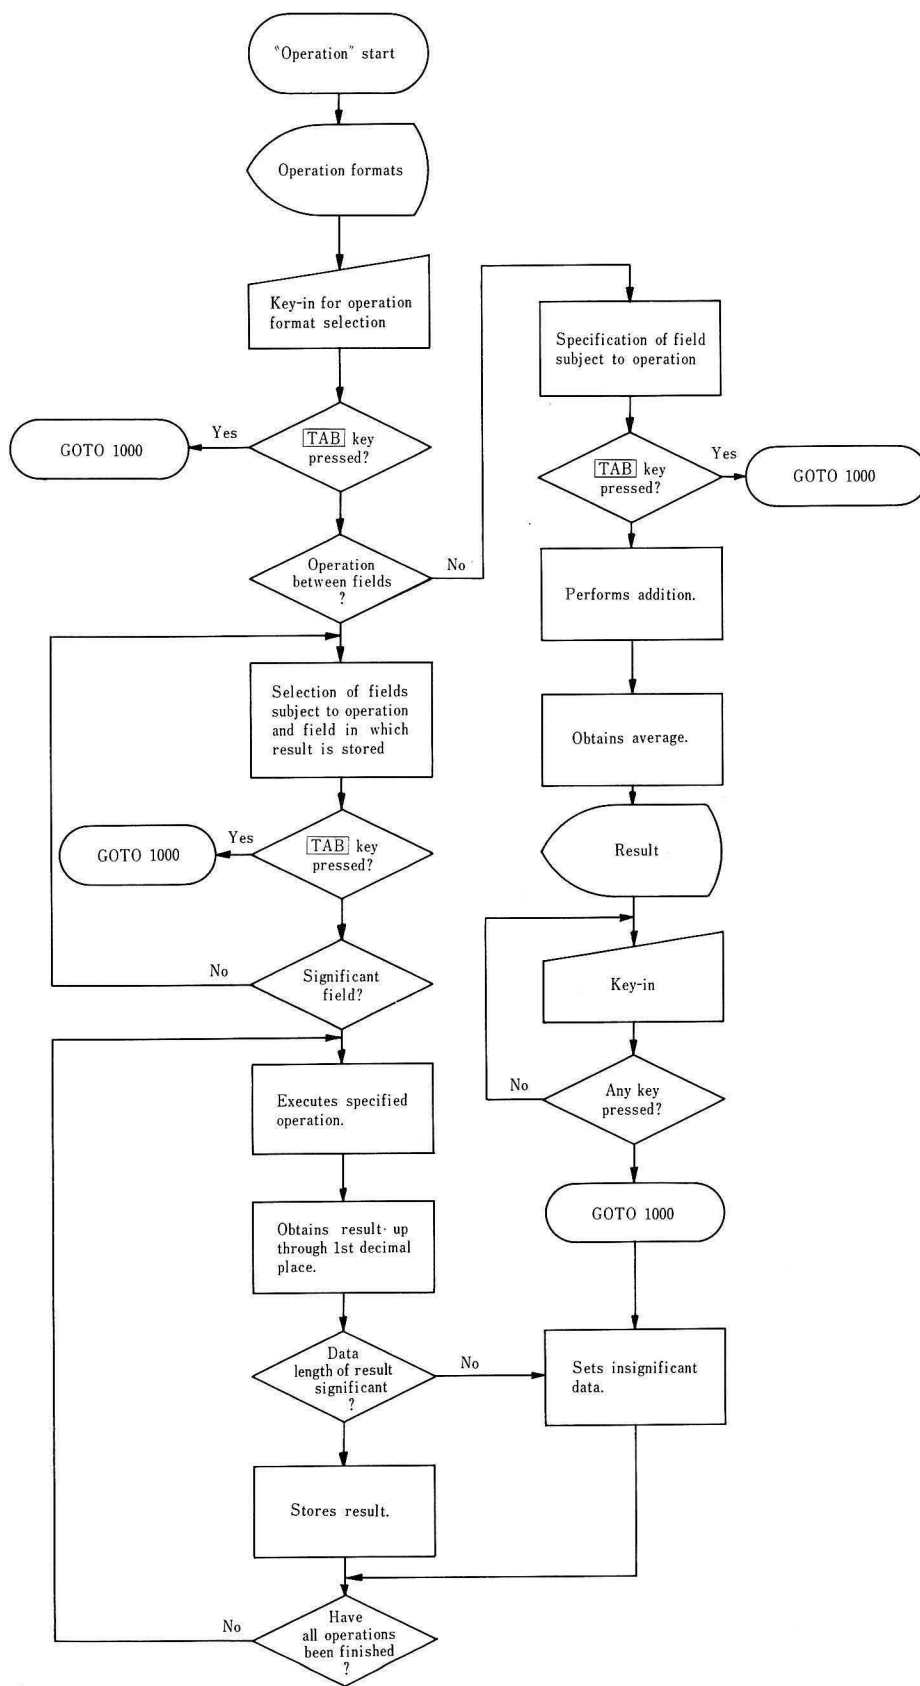 "Operation" start
Operation formats
Key-in for operation
format selection
TAB key
pressed?
Yes
GOTO 1000
Operation
between fields
?
No
Selection of fields
subject to operation
and field in which
result is stored
TAB key
pressed?
Yes
GOTO 1000
Significant
field?
No
Executes specified
operation.
Obtains result· up
through 1st decimal
place.
Data
length of result
significant
?
No
Stores result.
Have
all operations
been finished
?
No
Specification of field
subject to operation
TAB key
pressed?
Yes
GOTO 1000
Performs addition.
Obtains average.
Result
Key-in
Any key
pressed?
No
GOTO 1000
Sets insignificant
data.